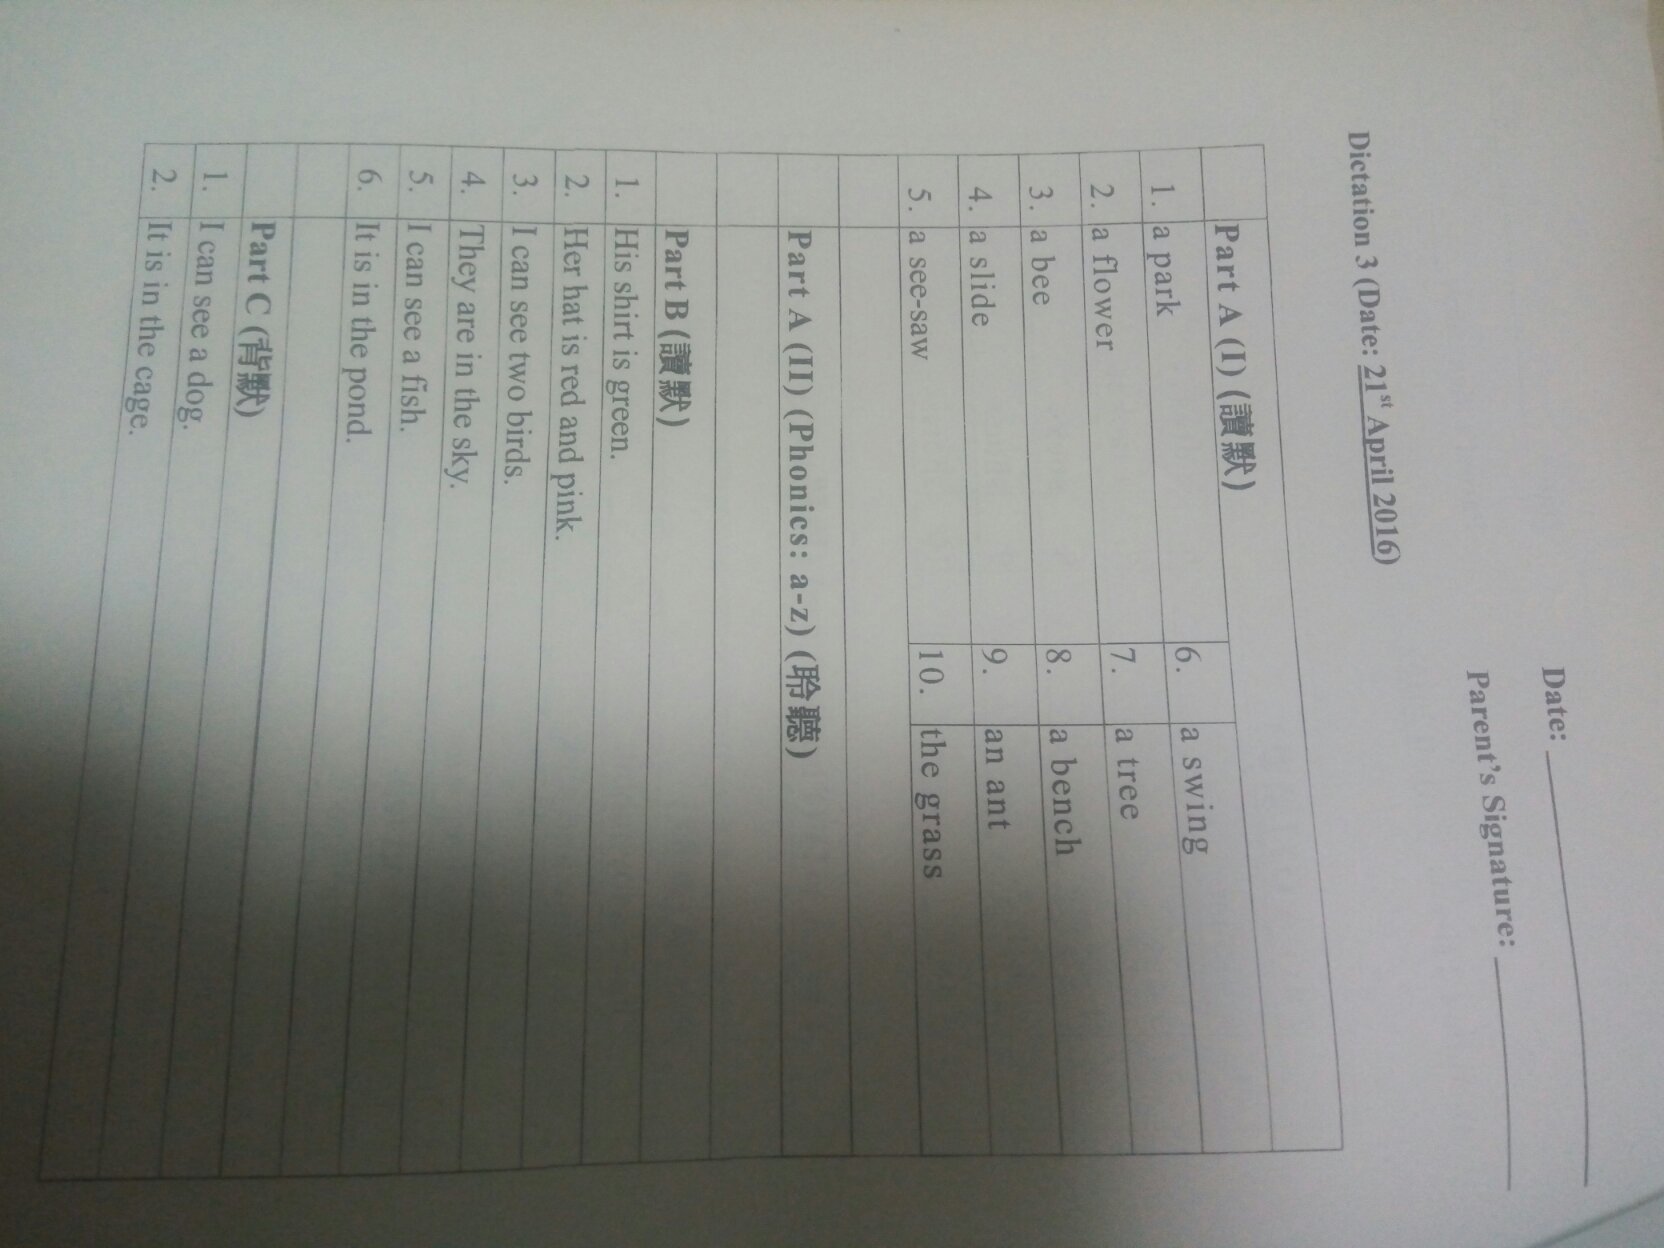 Date:
Parent's Signature:
Dictation 3 (Date: 21st April 2016)
Part A (I) (讀默)
1. a park 6. a swing
2. a flower 7. a tree
3. a bee 8. a bench
4. a slide 9. an ant
5. a see-saw 10. the grass
Part A (II) (Phonics: a-z) (聆聽)
Part B (讀默)
1. His shirt is green.
2. Her hat is red and pink.
3. I can see two birds.
4. They are in the sky.
5. I can see a fish.
6. It is in the pond.
Part C (背默)
1. I can see a dog.
2. It is in the cage.